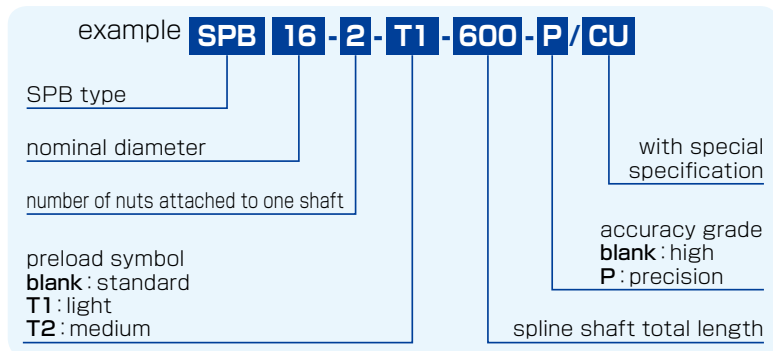 example SPB 16 - 2 - T1 - 600 - P / CU
SPB type
nominal diameter
number of nuts attached to one shaft
preload symbol
blank : standard
T1 : light
T2 : medium
with special
specification
accuracy grade
blank : high
P : precision
spline shaft total length